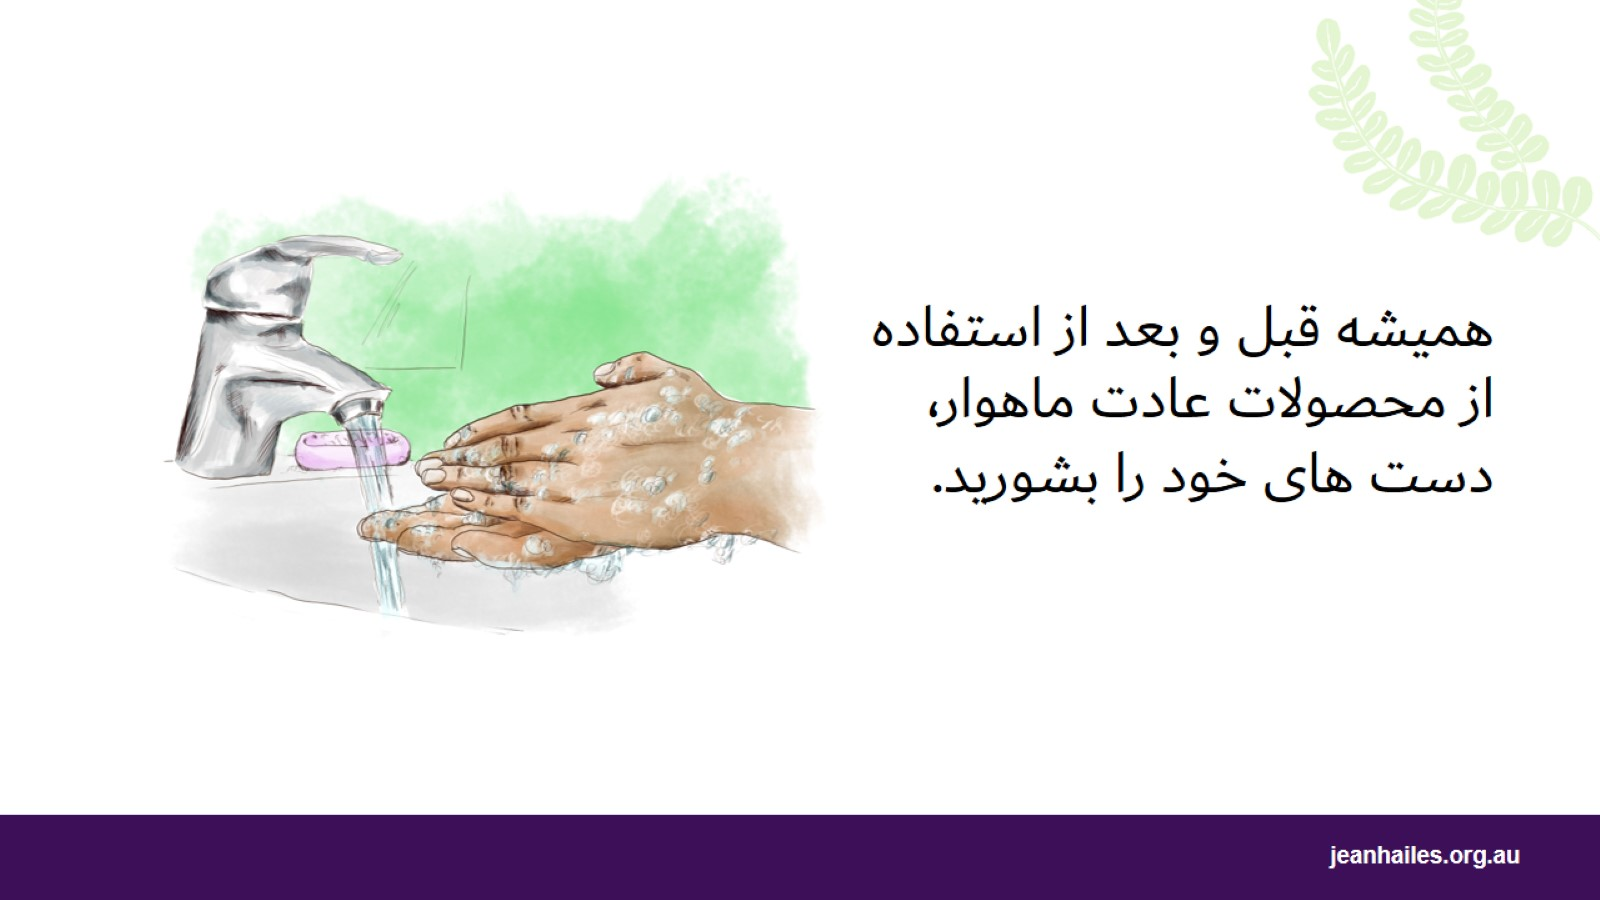 همیشه قبل و بعد از استفاده
از محصولات عادت ماهوار،
دست های خود را بشورید.
jeanhailes.org.au